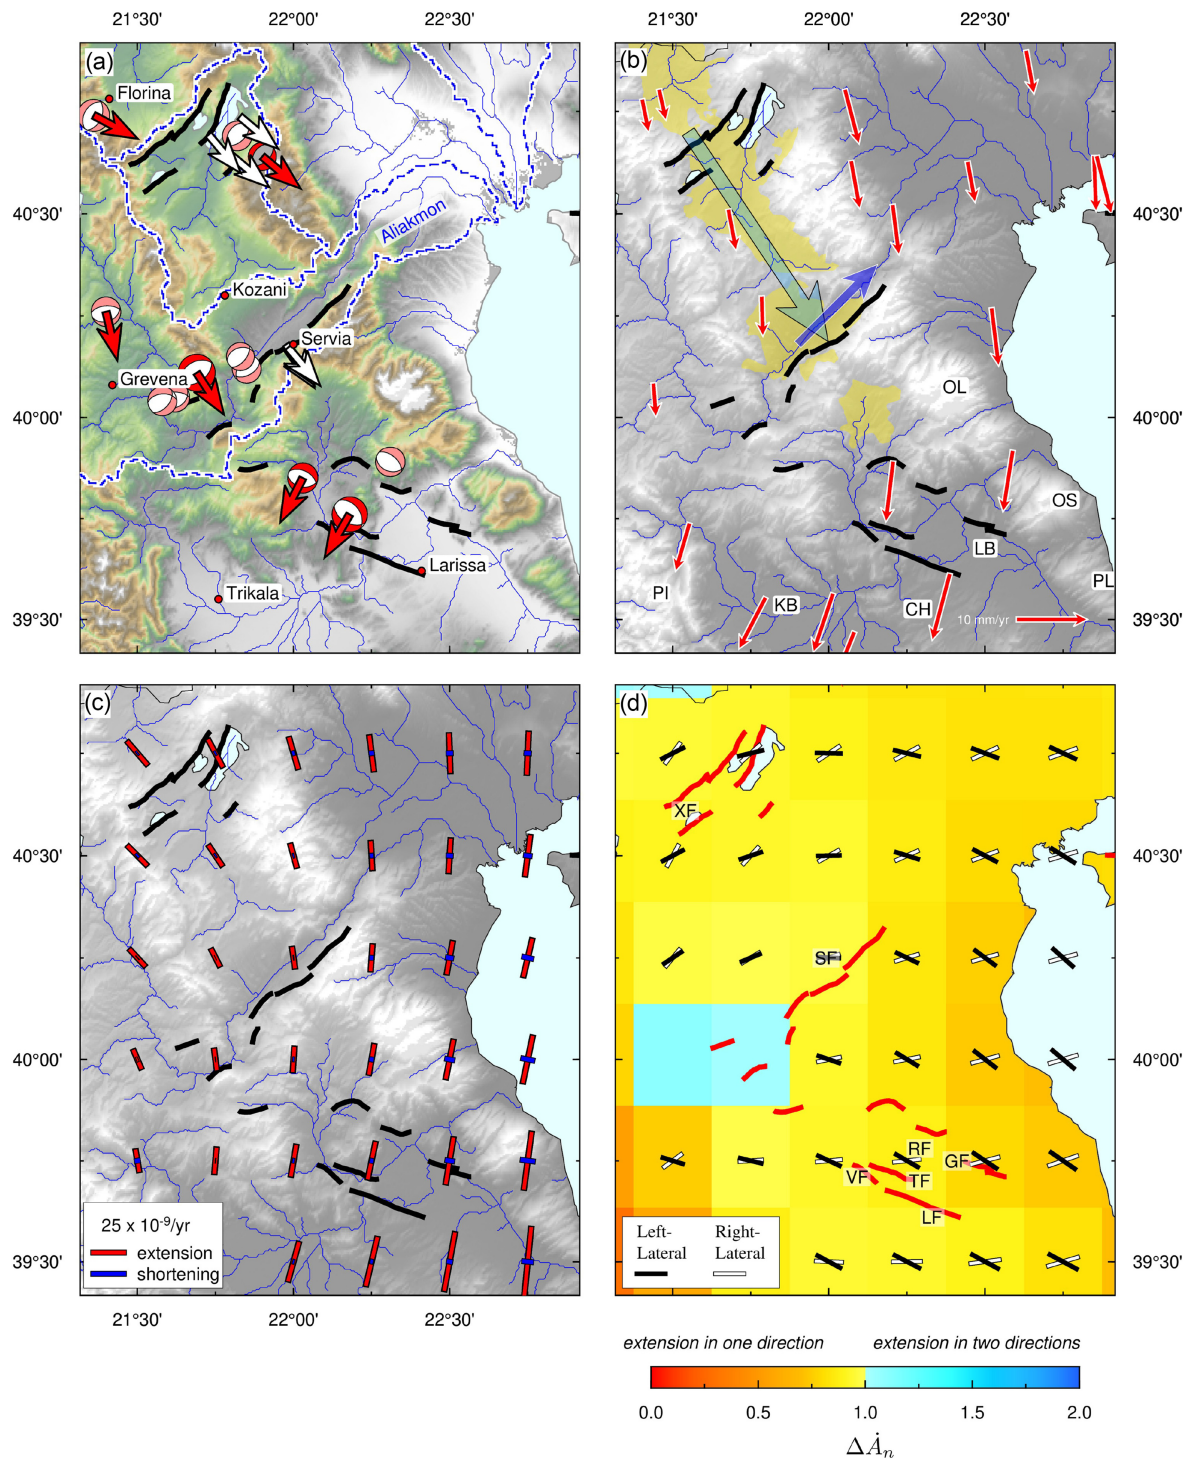 21°30' 22°00' 22°30' 21°30' 22°00' 22°30'
(a)
Florina
Aliakmon
Kozani
Servia
Grevena
Larissa
Trikala
40°30'
40°00'
39°30'
(b)
OL
OS
LB
PL
PI
KB
CH
10 mm/yr
40°30'
40°00'
39°30'
(c)
25 x 10⁻⁹/yr
extension
shortening
40°30'
40°00'
39°30'
21°30' 22°00' 22°30'
(d)
XF
SF
RF
GF
VF
TF
LF
Left-Lateral
Right-Lateral
40°30'
40°00'
39°30'
extension in one direction extension in two directions
0.0 0.5 1.0 1.5 2.0
ΔȦₙ